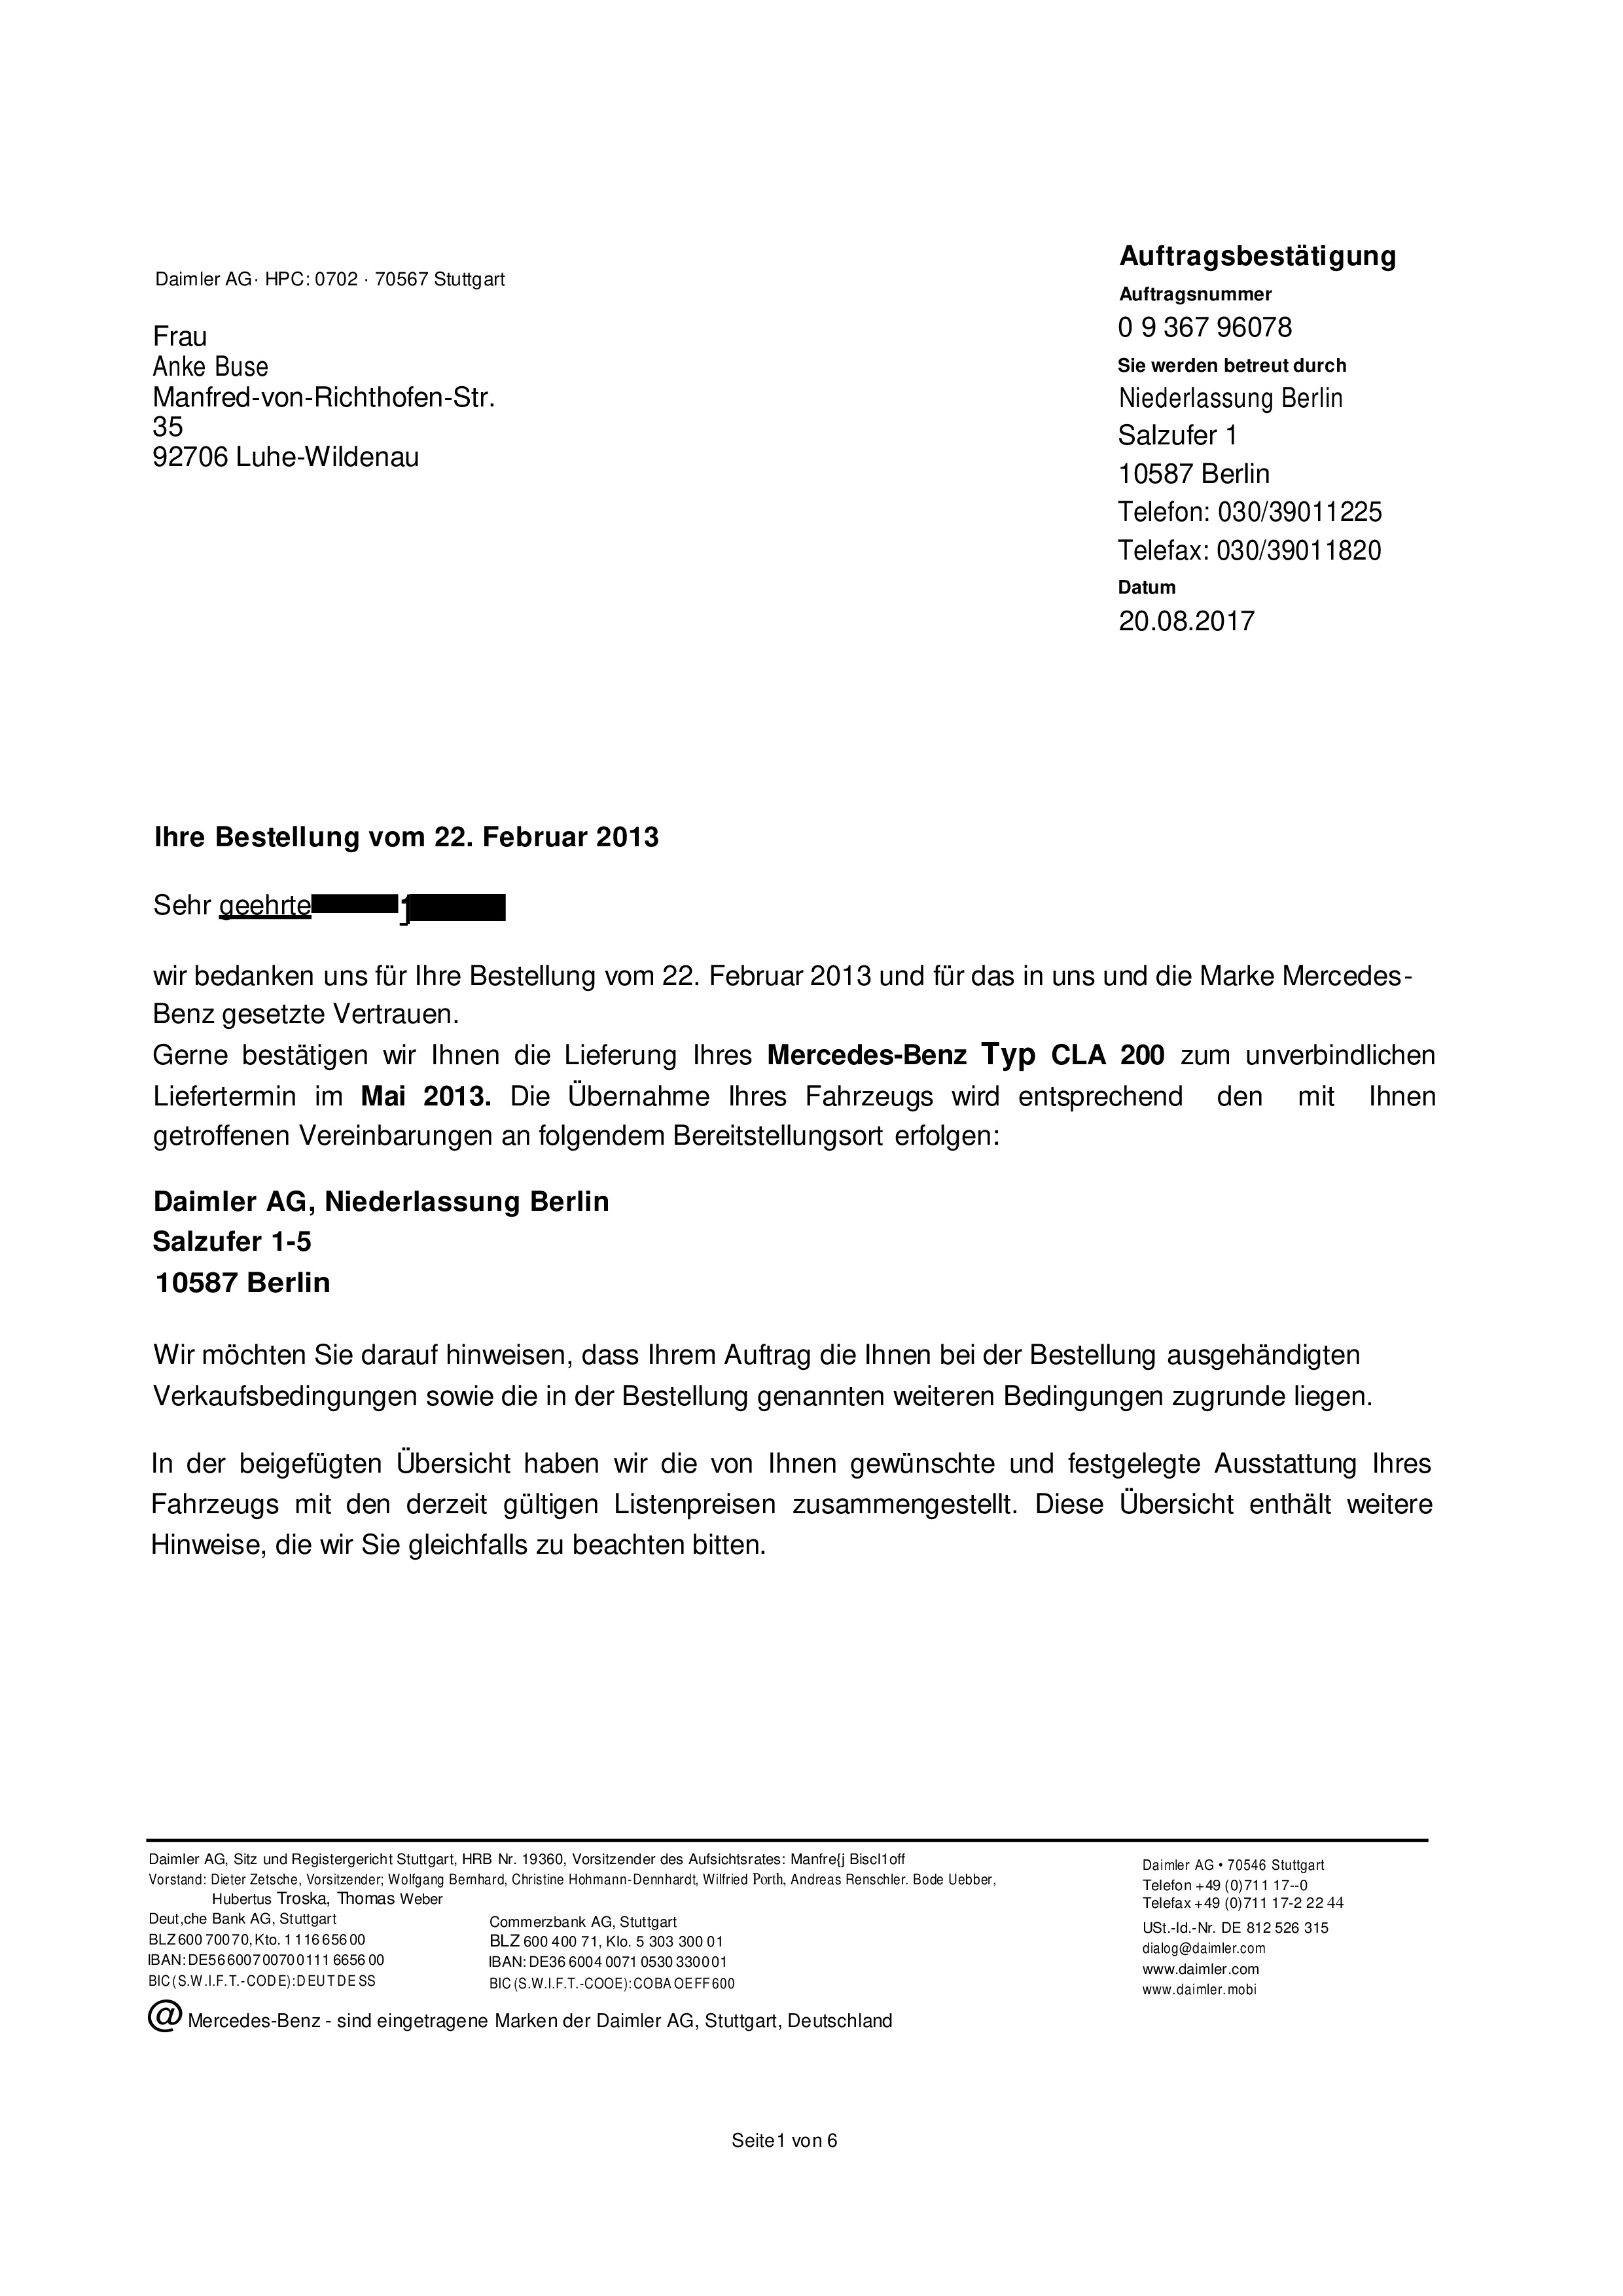 Daimler AG· HPC: 0702 · 70567 Stuttgart
Frau
Anke Buse
Manfred-von-Richthofen-Str.
35
92706 Luhe-Wildenau
Auftragsbestätigung
Auftragsnummer
0 9 367 96078
Sie werden betreut durch
Niederlassung Berlin
Salzufer 1
10587 Berlin
Telefon: 030/39011225
Telefax: 030/39011820
Datum
20.08.2017
Ihre Bestellung vom 22. Februar 2013
Sehr geehrte
wir bedanken uns für Ihre Bestellung vom 22. Februar 2013 und für das in uns und die Marke Mercedes-
Benz gesetzte Vertrauen.
Gerne bestätigen wir Ihnen die Lieferung Ihres Mercedes-Benz Typ CLA 200 zum unverbindlichen
Liefertermin im Mai 2013. Die Übernahme Ihres Fahrzeugs wird entsprechend den mit Ihnen
getroffenen Vereinbarungen an folgendem Bereitstellungsort erfolgen:
Daimler AG, Niederlassung Berlin
Salzufer 1-5
10587 Berlin
Wir möchten Sie darauf hinweisen, dass Ihrem Auftrag die Ihnen bei der Bestellung ausgehändigten
Verkaufsbedingungen sowie die in der Bestellung genannten weiteren Bedingungen zugrunde liegen.
In der beigefügten Übersicht haben wir die von Ihnen gewünschte und festgelegte Ausstattung Ihres
Fahrzeugs mit den derzeit gültigen Listenpreisen zusammengestellt. Diese Übersicht enthält weitere
Hinweise, die wir Sie gleichfalls zu beachten bitten.
Daimler AG, Sitz und Registergericht Stuttgart, HRB Nr. 19360, Vorsitzender des Aufsichtsrates: Manfre{j Biscl1off
Vorstand: Dieter Zetsche, Vorsitzender; Wolfgang Bernhard, Christine Hohmann-Dennhardt, Wilfried Porth, Andreas Renschler. Bode Uebber,
Hubertus Troska, Thomas Weber
Deut,che Bank AG, Stuttgart
BLZ 600 700 70, Kto. 1 116 656 00
IBAN: DE56 6007 0070 0111 6656 00
BIC (S.W.I.F.T.-CODE): DEUTDESS
Commerzbank AG, Stuttgart
BLZ 600 400 71, Klo. 5 303 300 01
IBAN: DE36 6004 0071 0530 3300 01
BIC (S.W.I.F.T.-COOE): COBA OE FF 600
Daimler AG • 70546 Stuttgart
Telefon +49 (0)711 17--0
Telefax +49 (0)711 17-2 22 44
USt.-Id.-Nr. DE 812 526 315
dialog@daimler.com
www.daimler.com
www.daimler.mobi
@ Mercedes-Benz - sind eingetragene Marken der Daimler AG, Stuttgart, Deutschland
Seite1 von 6